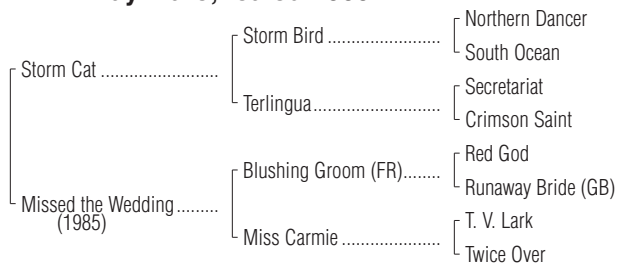 Northern Dancer
Storm Bird .......................
South Ocean
Storm Cat ........................
Secretariat
Terlingua..........................
Crimson Saint
Red God
Blushing Groom (FR)........
Runaway Bride (GB)
Missed the Wedding .........
(1985)
T. V. Lark
Miss Carmie ....................
Twice Over